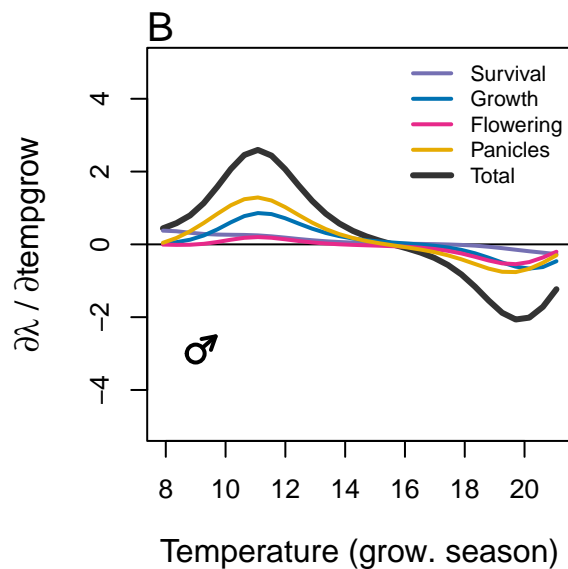 B
Survival
Growth
Flowering
Panicles
Total
∂λ / ∂tempgrow
4
2
0
−2
−4
8 10 12 14 16 18 20
Temperature (grow. season)